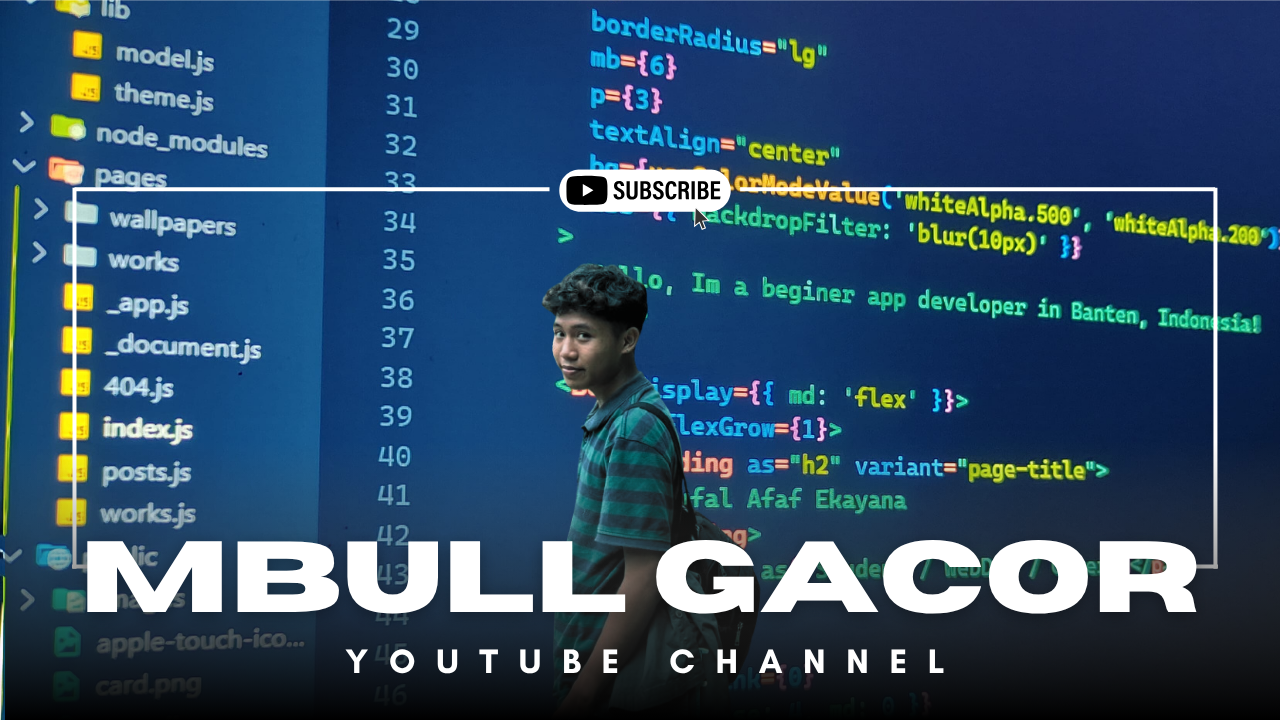 lib
model.js
theme.js
node_modules
pages
wallpapers
works
_app.js
_document.js
404.js
index.js
posts.js
works.js
apple-touch-ico...
card.png
29 borderRadius="lg"
30 mb={6}
31 p={3}
32 textAlign="center"
33
SUBSCRIBE
'whiteAlpha.500', 'whiteAlpha.200'
34 ackdropFilter: 'blur(10px)' }}
35 >
36 llo, Im a beginer app developer in Banten, Indonesia!
37
38 isplay={{ md: 'flex' }}>
39 lexGrow={1}>
40 ding as="h2" variant="page-title">
41 fal Afaf Ekayana
42
43
44
46
MBULL GACOR
YOUTUBE CHANNEL